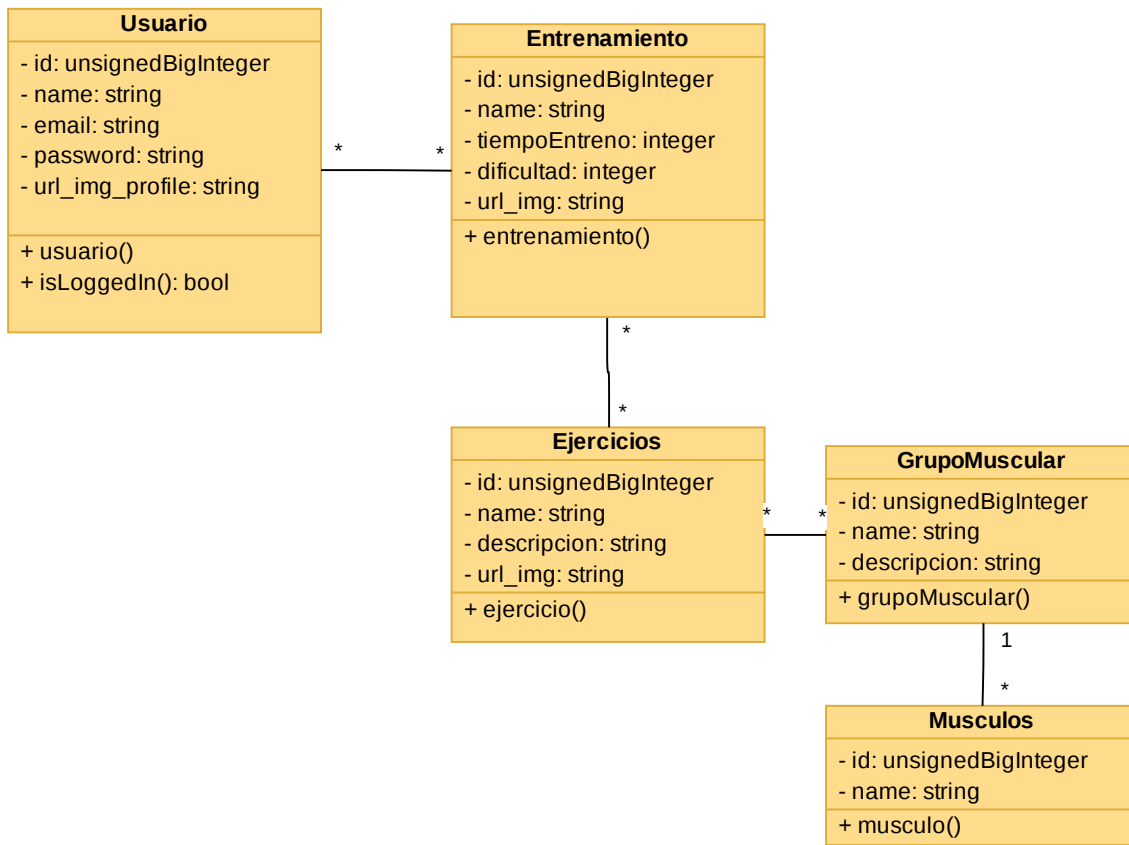 Usuario
- id: unsignedBigInteger
- name: string
- email: string
- password: string
- url_img_profile: string
+ usuario()
+ isLoggedIn(): bool
*
*
Entrenamiento
- id: unsignedBigInteger
- name: string
- tiempoEntreno: integer
- dificultad: integer
- url_img: string
+ entrenamiento()
*
*
Ejercicios
- id: unsignedBigInteger
- name: string
- descripcion: string
- url_img: string
+ ejercicio()
*
*
GrupoMuscular
- id: unsignedBigInteger
- name: string
- descripcion: string
+ grupoMuscular()
1
*
Musculos
- id: unsignedBigInteger
- name: string
+ musculo()